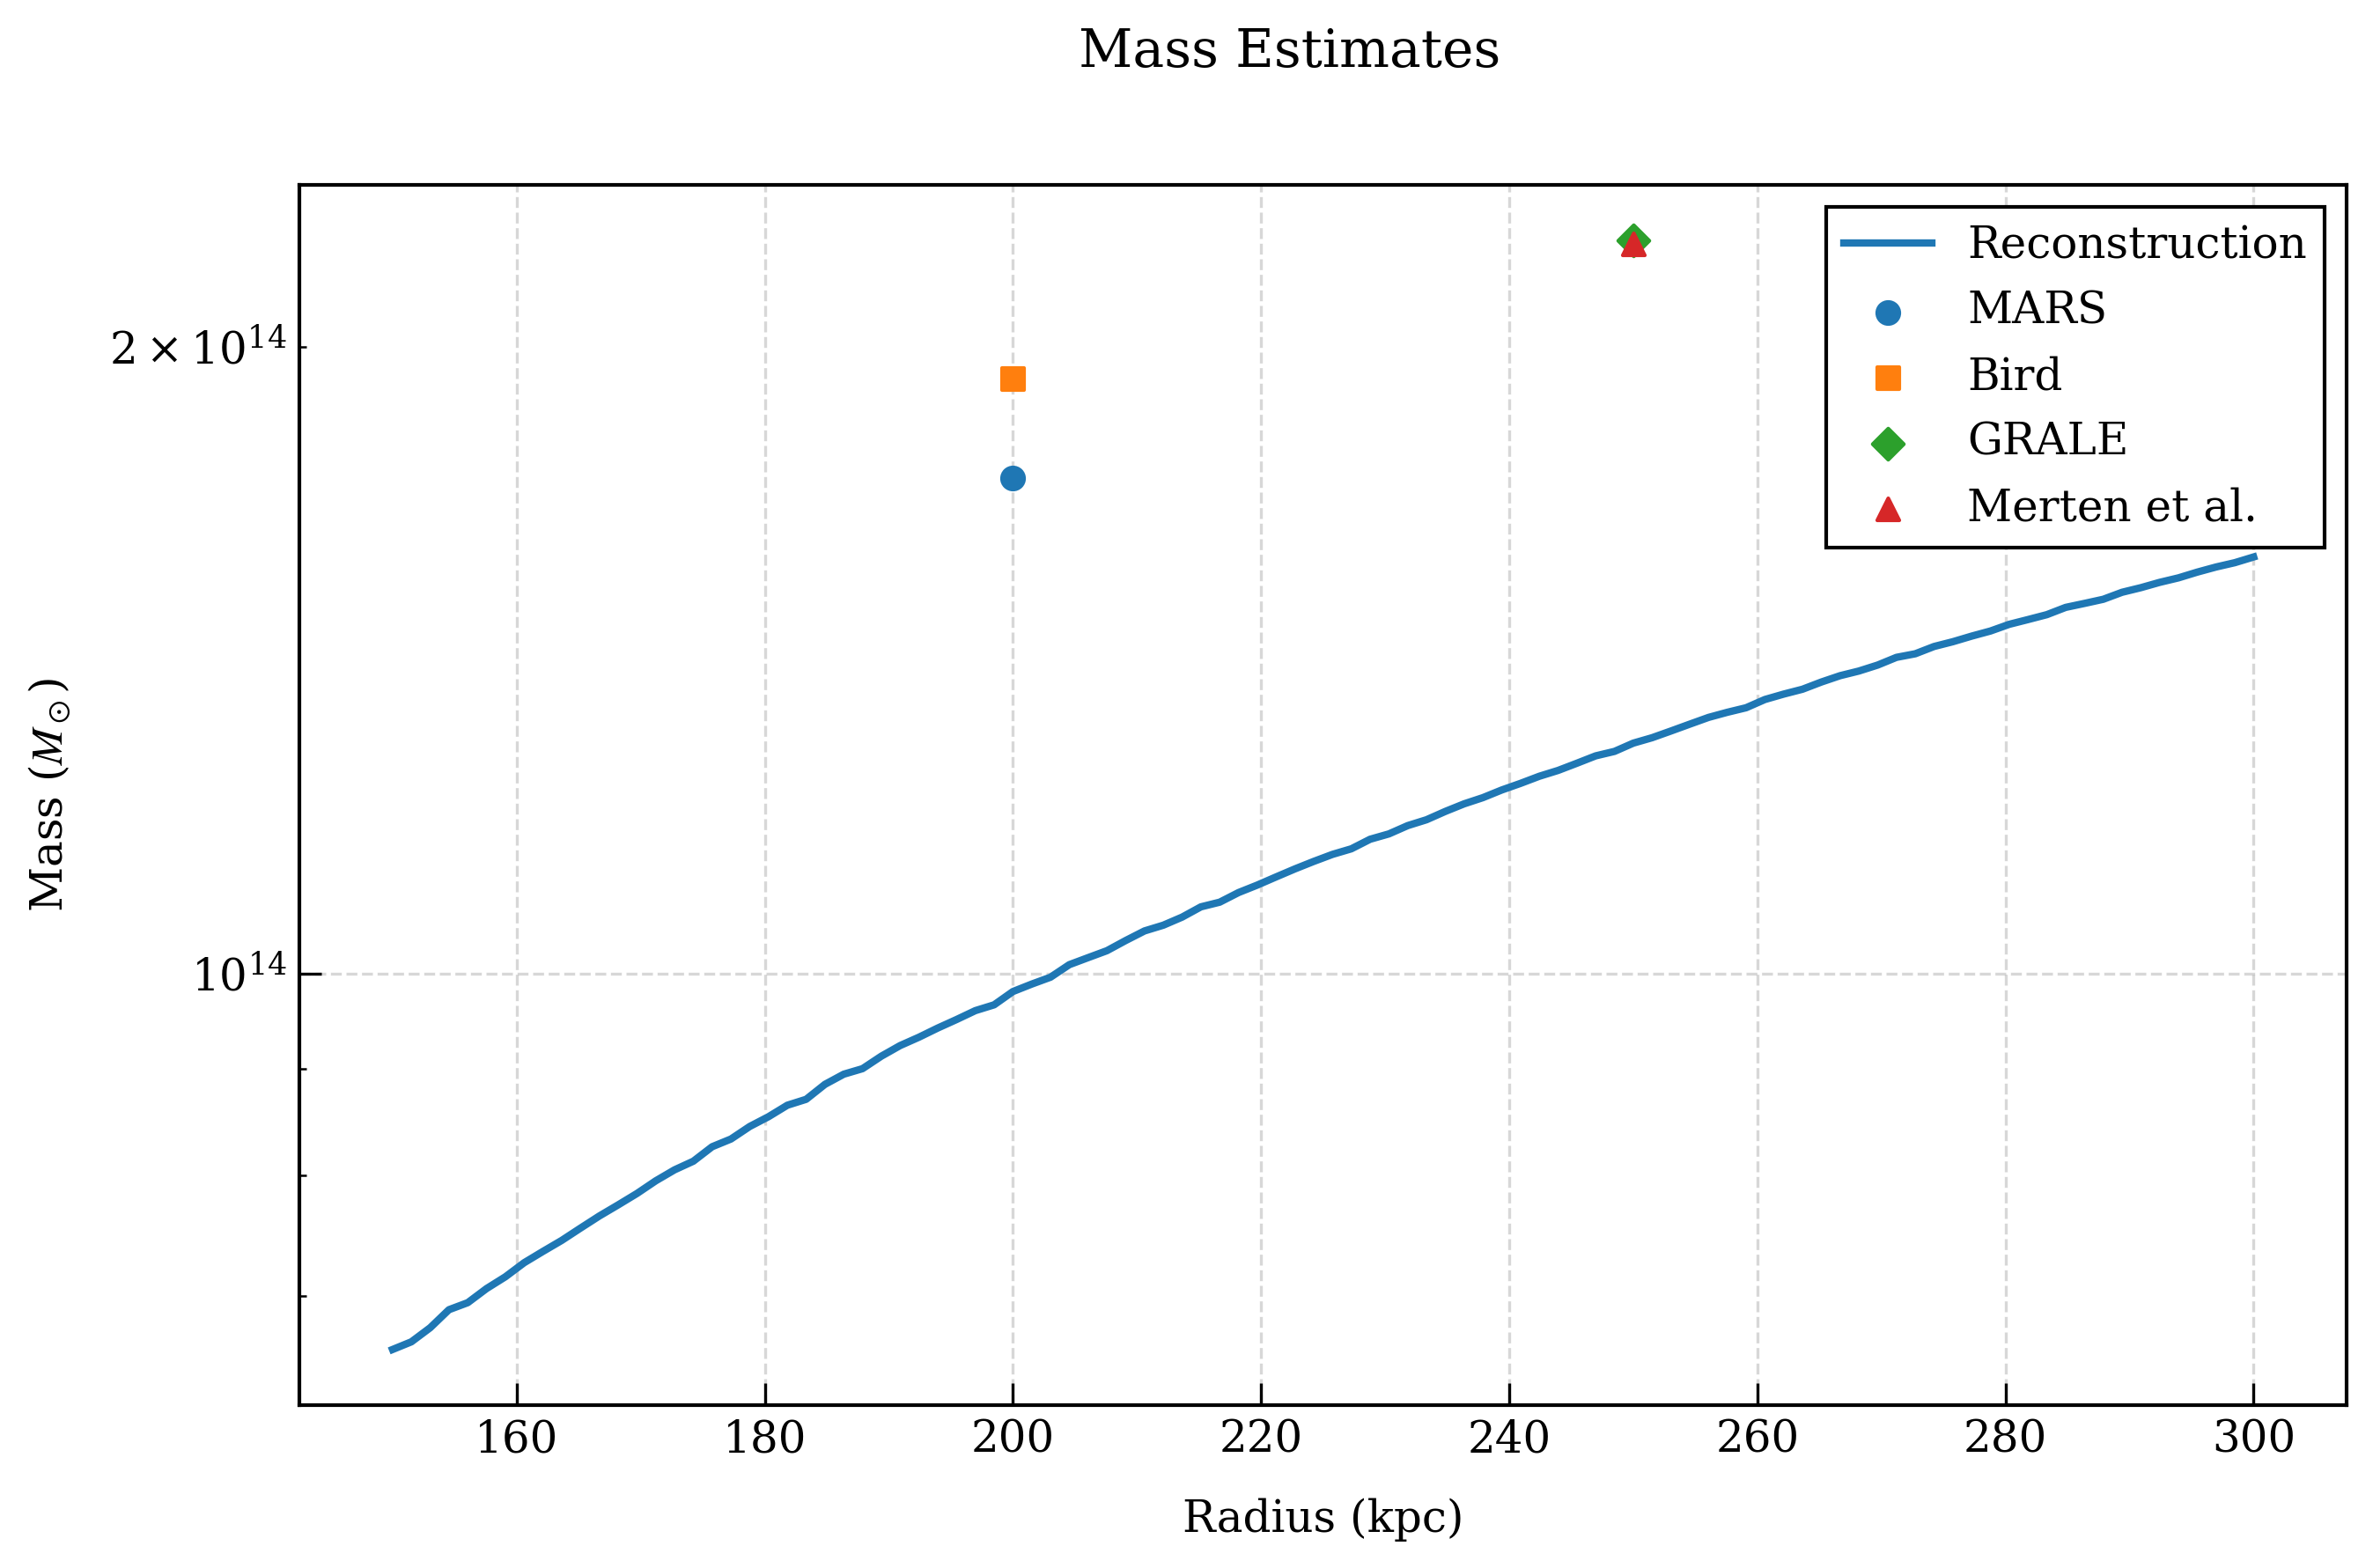 Mass Estimates
Reconstruction
MARS
Bird
GRALE
Merten et al.
2 × 10¹⁴
10¹⁴
Mass (M⊙)
160 180 200 220 240 260 280 300
Radius (kpc)